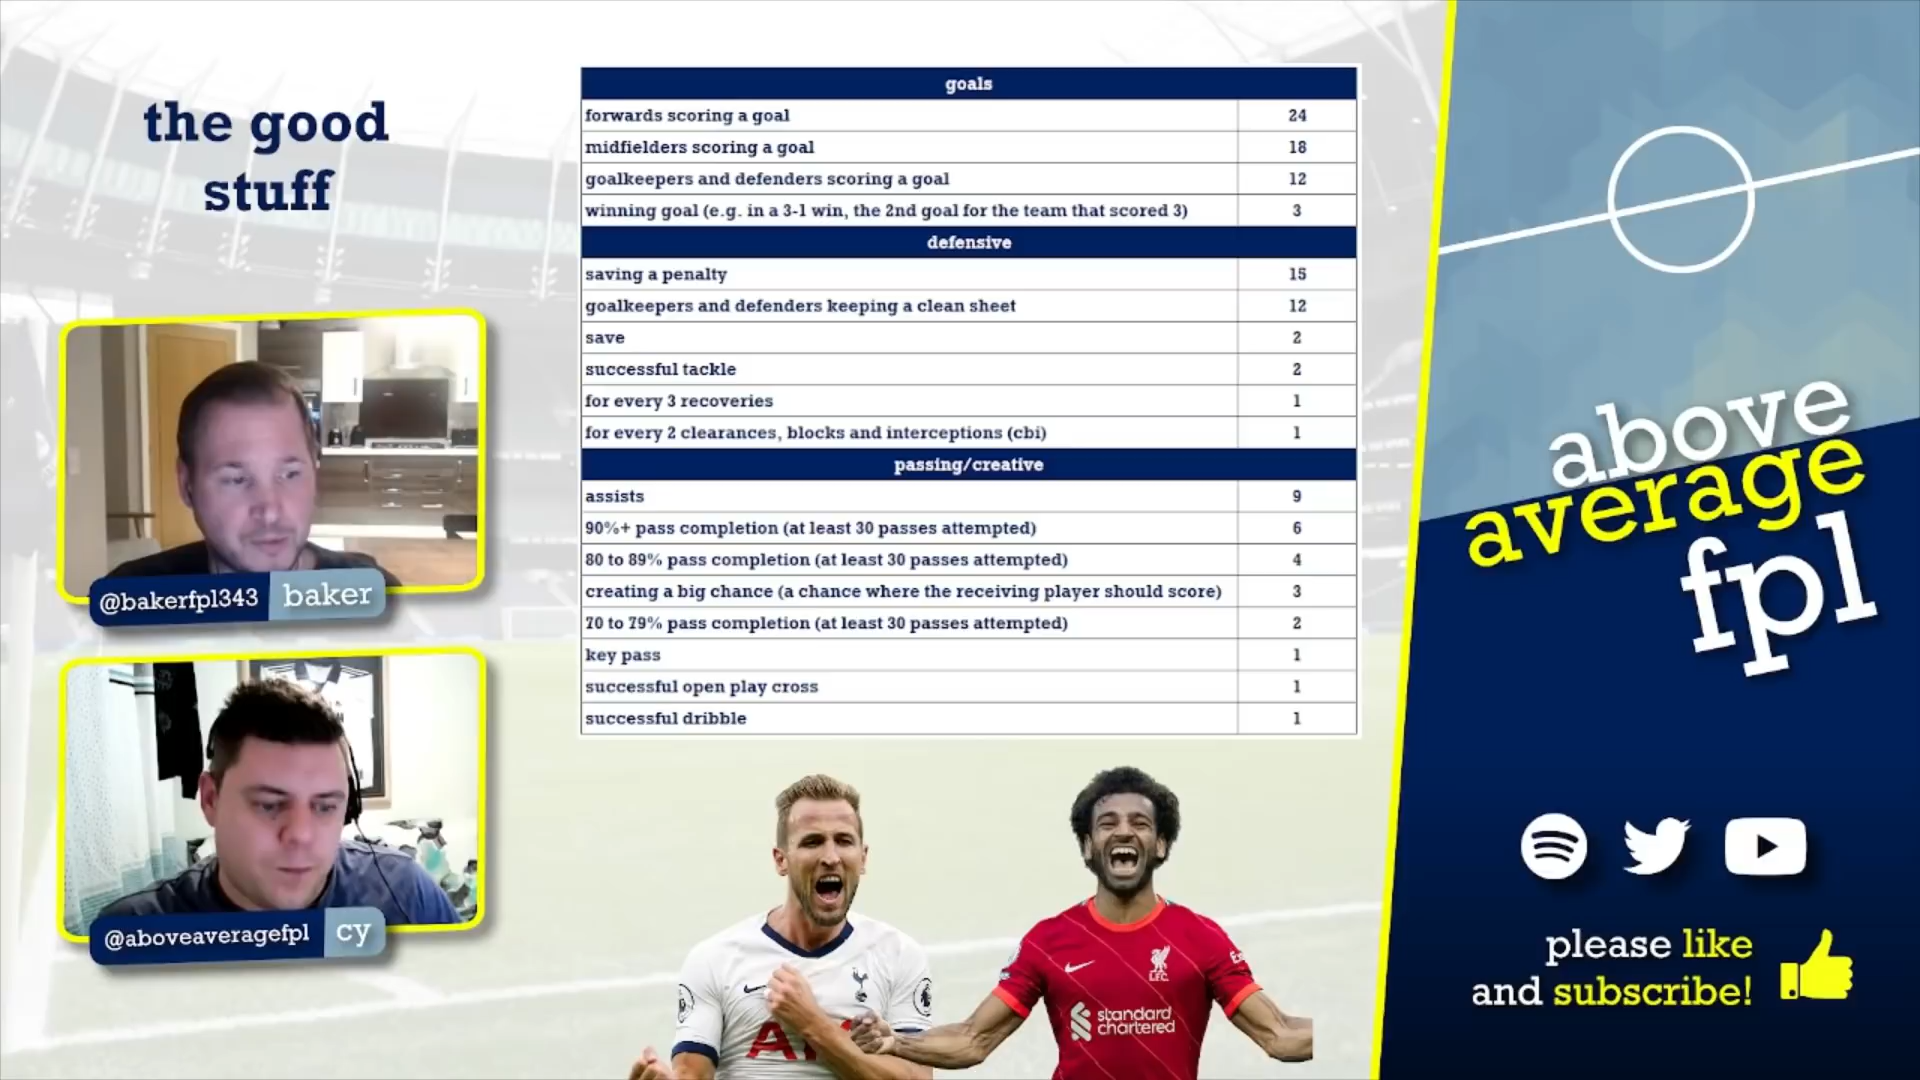 the good
stuff
goals
forwards scoring a goal 24
midfielders scoring a goal 18
goalkeepers and defenders scoring a goal 12
winning goal (e.g. in a 3-1 win, the 2nd goal for the team that scored 3) 3
defensive
saving a penalty 15
goalkeepers and defenders keeping a clean sheet 12
save 2
successful tackle 2
for every 3 recoveries 1
for every 2 clearances, blocks and interceptions (cbi) 1
passing/creative
assists 9
90%+ pass completion (at least 30 passes attempted) 6
80 to 89% pass completion (at least 30 passes attempted) 4
creating a big chance (a chance where the receiving player should score) 3
70 to 79% pass completion (at least 30 passes attempted) 2
key pass 1
successful open play cross 1
successful dribble 1
@bakerfpl343 baker
@aboveaveragefpl cy
L.F.C.
standard
chartered
above
average
fpl
please like
and subscribe!